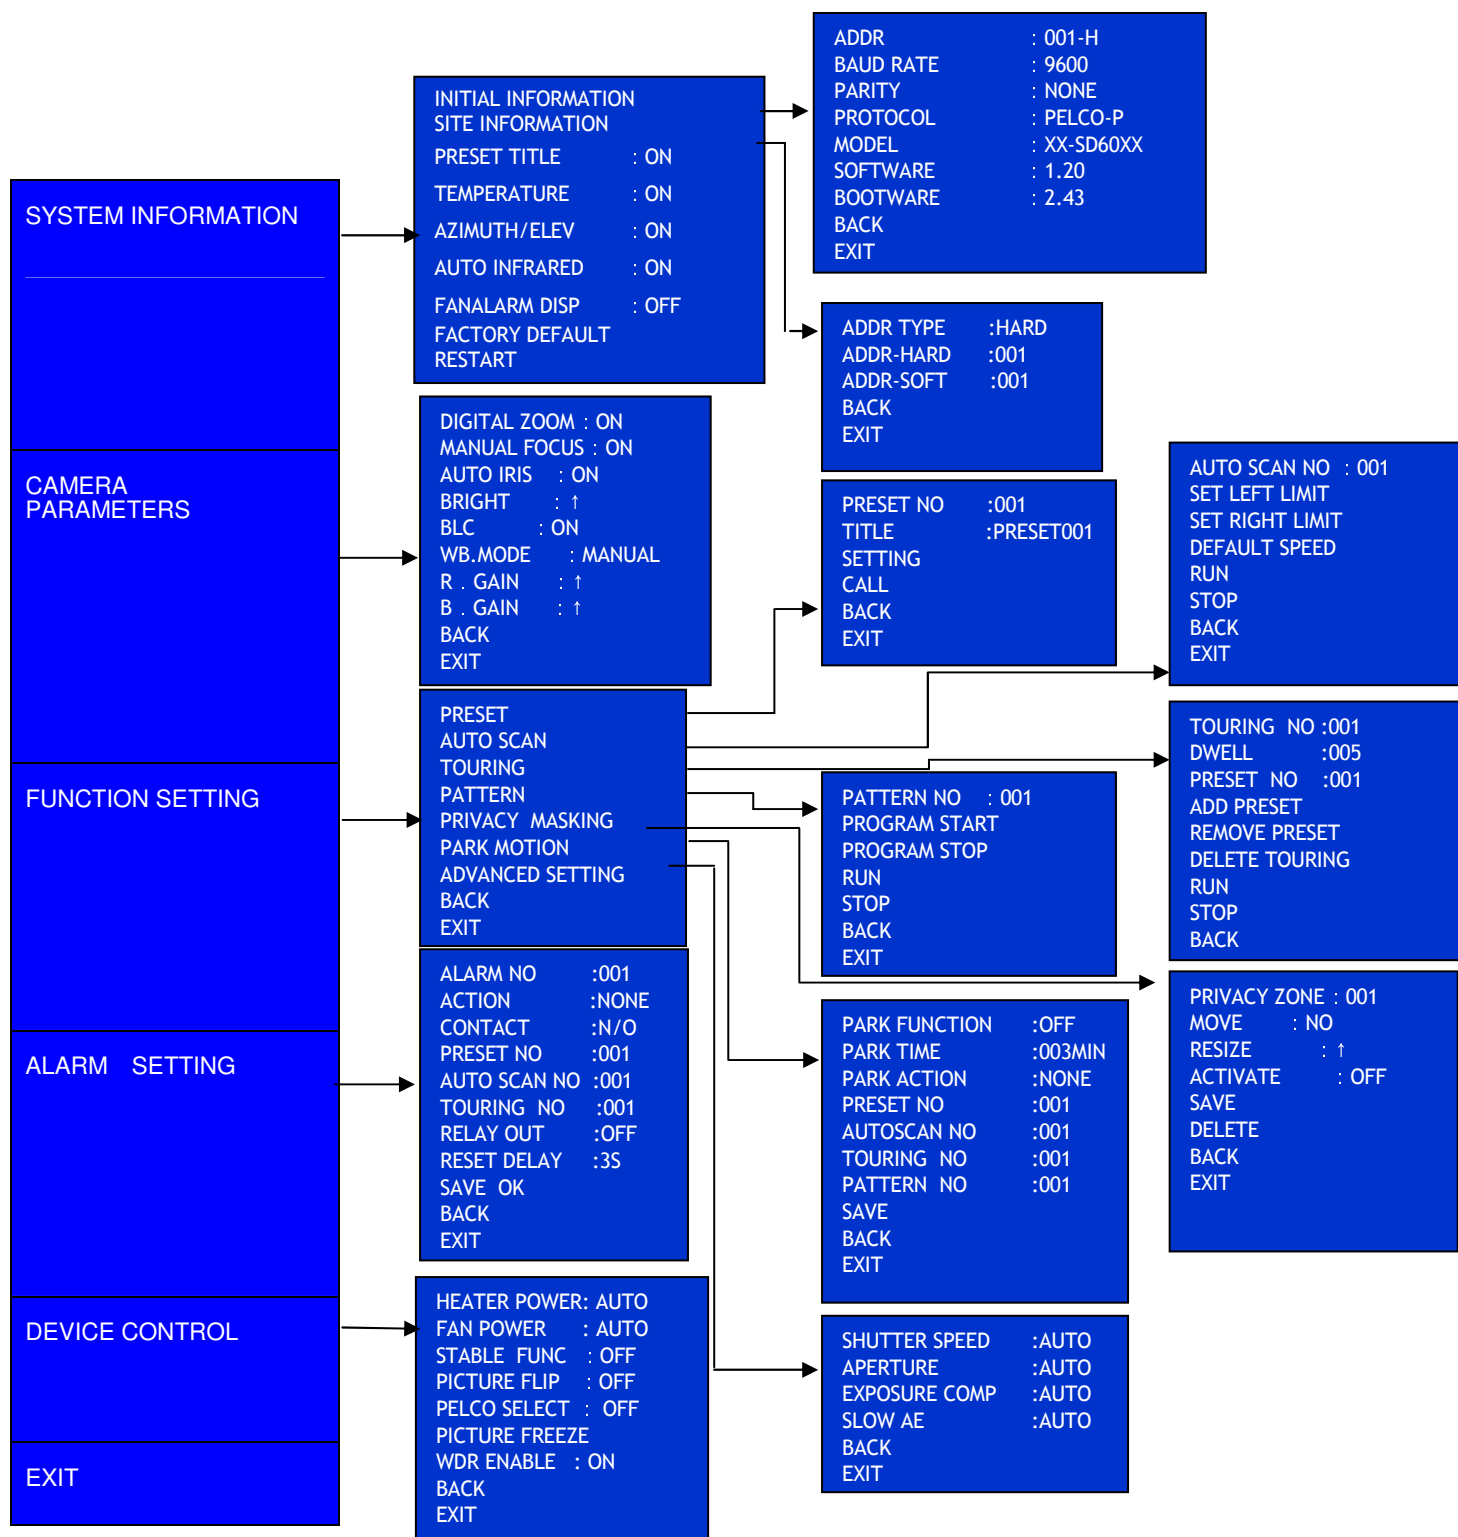 SYSTEM INFORMATION
CAMERA
PARAMETERS
FUNCTION SETTING
ALARM SETTING
DEVICE CONTROL
EXIT
INITIAL INFORMATION
SITE INFORMATION
PRESET TITLE : ON
TEMPERATURE : ON
AZIMUTH/ELEV : ON
AUTO INFRARED : ON
FANALARM DISP : OFF
FACTORY DEFAULT
RESTART
DIGITAL ZOOM : ON
MANUAL FOCUS : ON
AUTO IRIS : ON
BRIGHT : ↑
BLC : ON
WB.MODE : MANUAL
R . GAIN : ↑
B . GAIN : ↑
BACK
EXIT
PRESET
AUTO SCAN
TOURING
PATTERN
PRIVACY MASKING
PARK MOTION
ADVANCED SETTING
BACK
EXIT
ALARM NO :001
ACTION :NONE
CONTACT :N/O
PRESET NO :001
AUTO SCAN NO :001
TOURING NO :001
RELAY OUT :OFF
RESET DELAY :3S
SAVE OK
BACK
EXIT
HEATER POWER: AUTO
FAN POWER : AUTO
STABLE FUNC : OFF
PICTURE FLIP : OFF
PELCO SELECT : OFF
PICTURE FREEZE
WDR ENABLE : ON
BACK
EXIT
ADDR : 001-H
BAUD RATE : 9600
PARITY : NONE
PROTOCOL : PELCO-P
MODEL : XX-SD60XX
SOFTWARE : 1.20
BOOTWARE : 2.43
BACK
EXIT
ADDR TYPE :HARD
ADDR-HARD :001
ADDR-SOFT :001
BACK
EXIT
PRESET NO :001
TITLE :PRESET001
SETTING
CALL
BACK
EXIT
PATTERN NO : 001
PROGRAM START
PROGRAM STOP
RUN
STOP
BACK
EXIT
PARK FUNCTION :OFF
PARK TIME :003MIN
PARK ACTION :NONE
PRESET NO :001
AUTOSCAN NO :001
TOURING NO :001
PATTERN NO :001
SAVE
BACK
EXIT
SHUTTER SPEED :AUTO
APERTURE :AUTO
EXPOSURE COMP :AUTO
SLOW AE :AUTO
BACK
EXIT
AUTO SCAN NO : 001
SET LEFT LIMIT
SET RIGHT LIMIT
DEFAULT SPEED
RUN
STOP
BACK
EXIT
TOURING NO :001
DWELL :005
PRESET NO :001
ADD PRESET
REMOVE PRESET
DELETE TOURING
RUN
STOP
BACK
PRIVACY ZONE : 001
MOVE : NO
RESIZE : ↑
ACTIVATE : OFF
SAVE
DELETE
BACK
EXIT